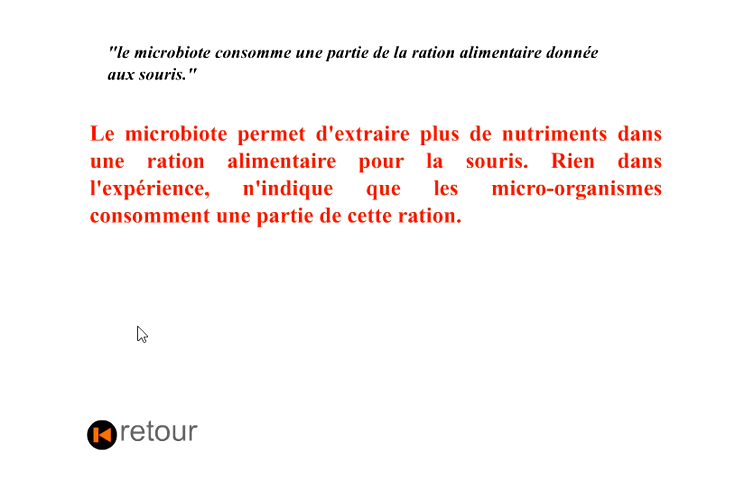 "le microbiote consomme une partie de la ration alimentaire donnée
aux souris."
Le microbiote permet d'extraire plus de nutriments dans
une ration alimentaire pour la souris. Rien dans
l'expérience, n'indique que les micro-organismes
consomment une partie de cette ration.
retour